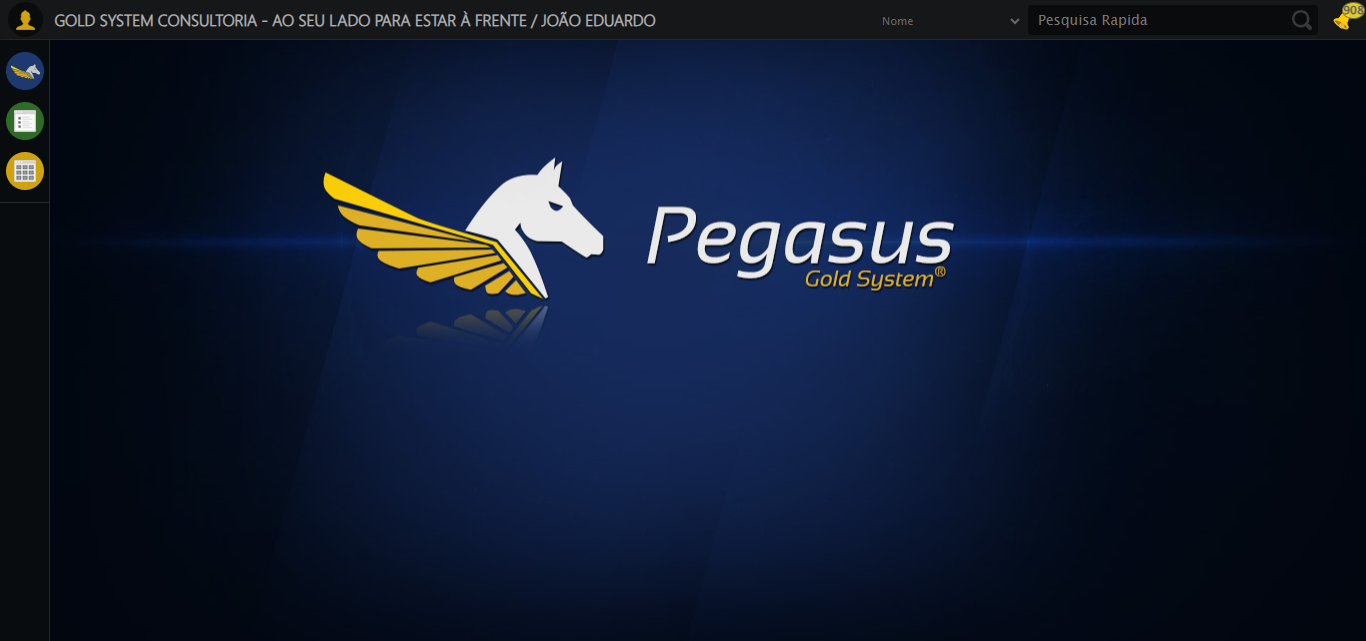 GOLD SYSTEM CONSULTORIA - AO SEU LADO PARA ESTAR À FRENTE / JOÃO EDUARDO
Nome
Pesquisa Rapida
908
Pegasus
Gold System®